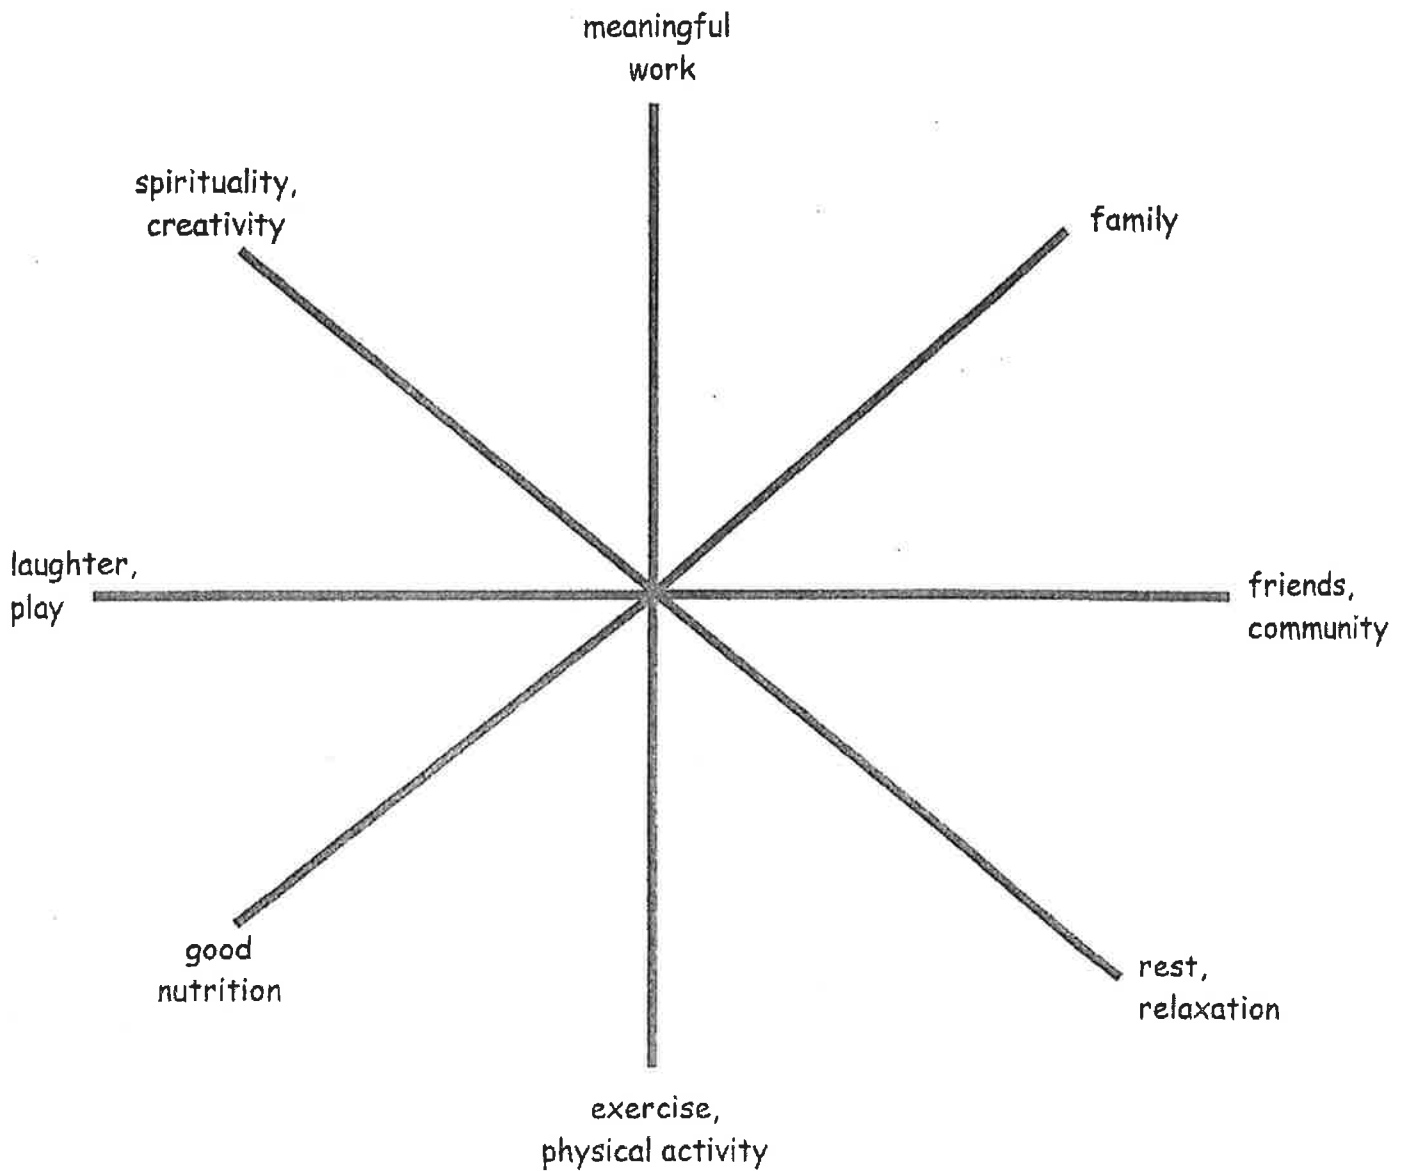 meaningful
work
spirituality,
creativity
family
laughter,
play
friends,
community
good
nutrition
rest,
relaxation
exercise,
physical activity